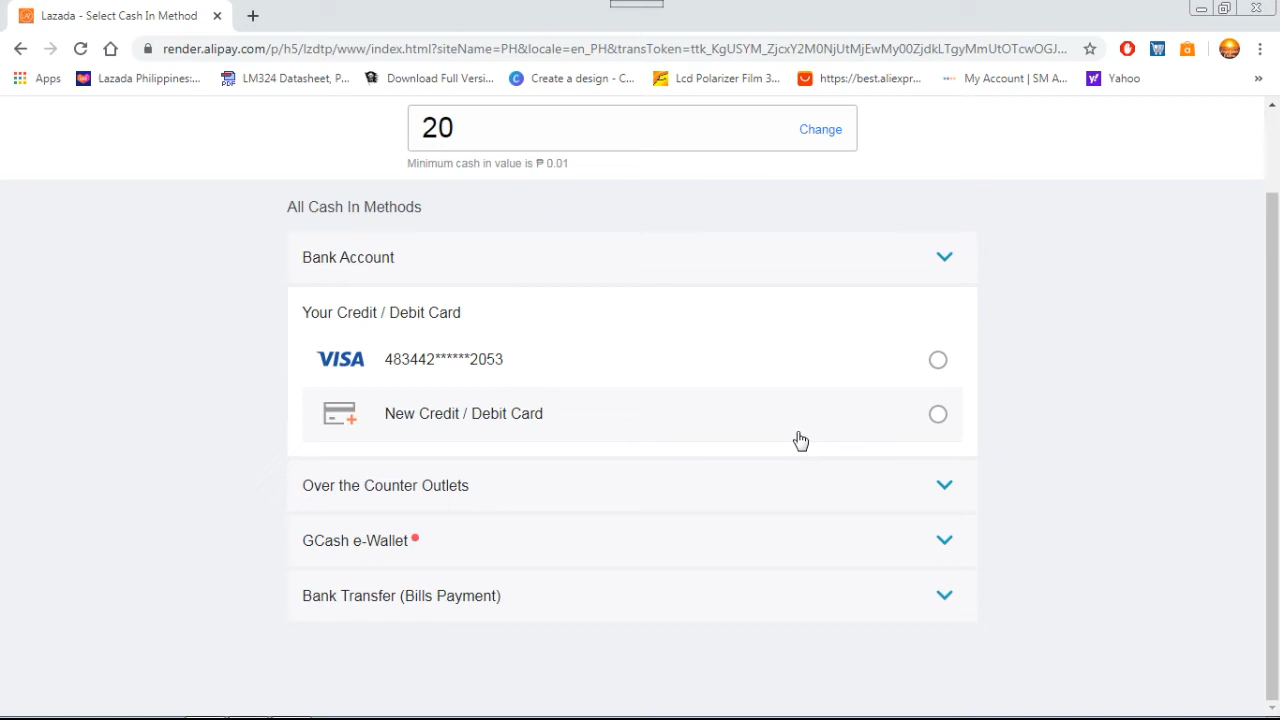 Lazada - Select Cash In Method
render.alipay.com/p/h5/lzdtp/www/index.html?siteName=PH&locale=en_PH&transToken=ttk_KgUSYM_ZjcxY2M0NjUtMjEwMy00ZjdkLTgyMmUtOTcwOGJ...
Apps Lazada Philippines:... LM324 Datasheet, P... Download Full Versi... Create a design - C... Lcd Polarizer Film 3... https://best.aliexpr... My Account | SM A... Yahoo »
20 Change
Minimum cash in value is ₱ 0.01
All Cash In Methods
Bank Account
Your Credit / Debit Card
VISA 483442******2053
New Credit / Debit Card
Over the Counter Outlets
GCash e-Wallet
Bank Transfer (Bills Payment)